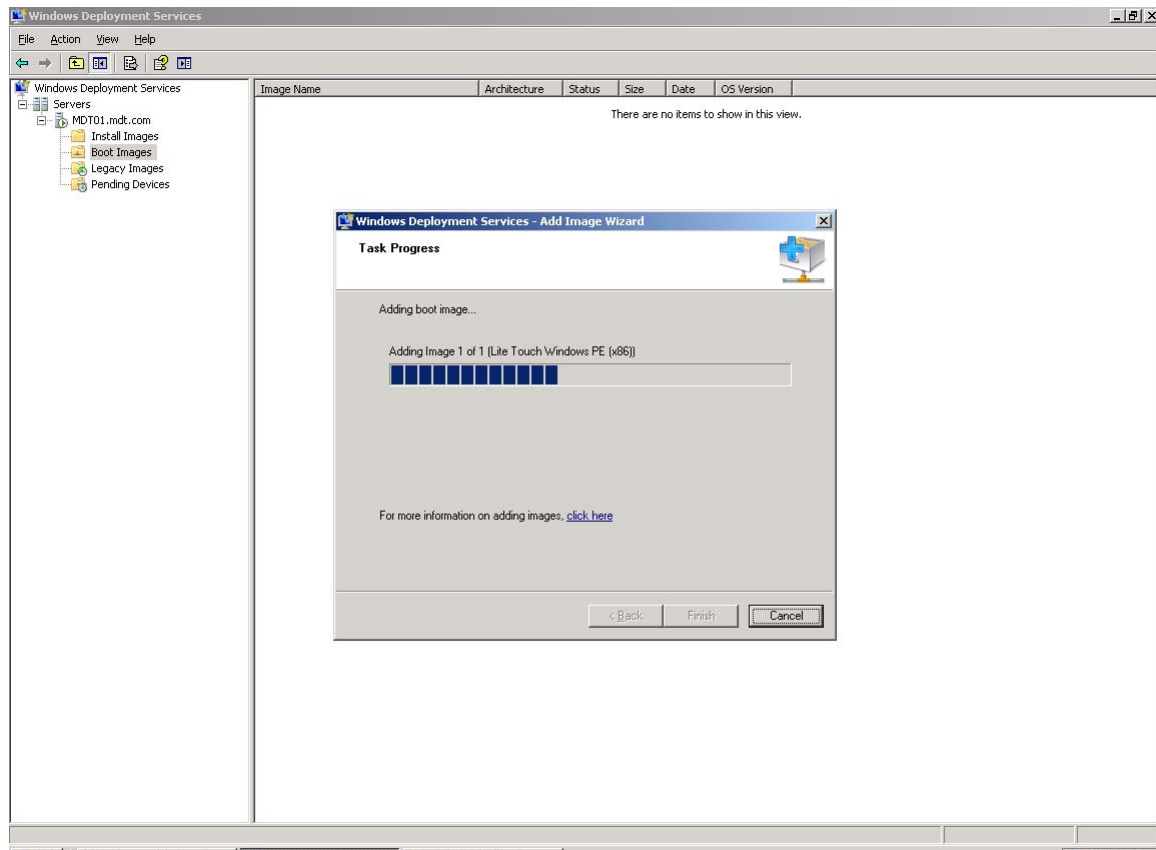 Windows Deployment Services
File Action View Help
Windows Deployment Services
Servers
MDT01.mdt.com
Install Images
Boot Images
Legacy Images
Pending Devices
Image Name Architecture Status Size Date OS Version
There are no items to show in this view.
Windows Deployment Services - Add Image Wizard
Task Progress
Adding boot image...
Adding Image 1 of 1 (Lite Touch Windows PE (x86))
For more information on adding images, click here
< Back Finish Cancel